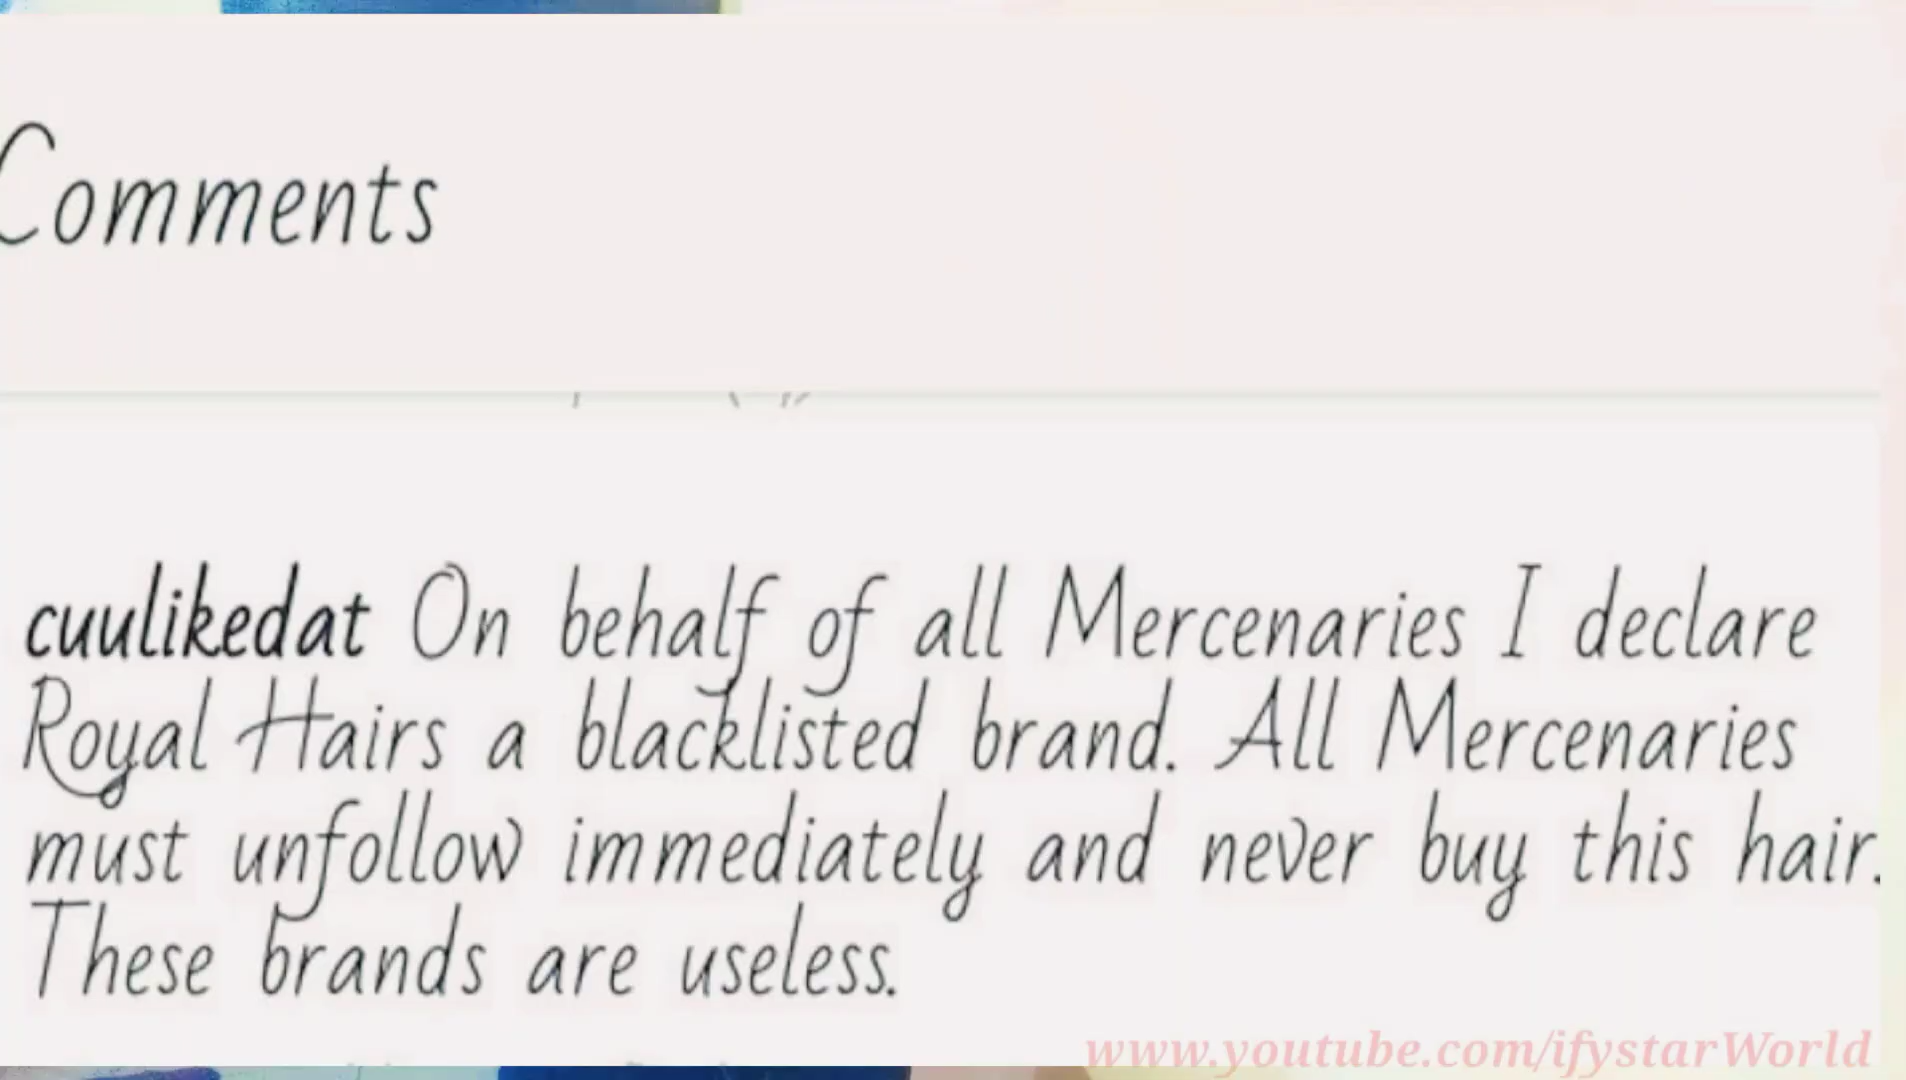 Comments
cuulikedat On behalf of all Mercenaries I declare
Royal Hairs a blacklisted brand. All Mercenaries
must unfollow immediately and never buy this hair.
These brands are useless.
www.youtube.com/ifystarWorld